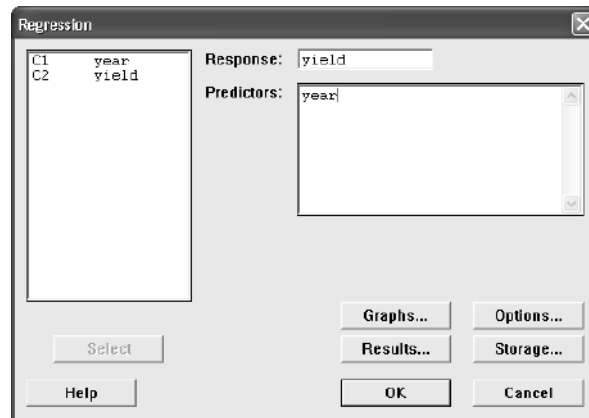 Regression
C1 year
C2 yield
Response: yield
Predictors: year
Graphs... Options...
Select Results... Storage...
Help OK Cancel